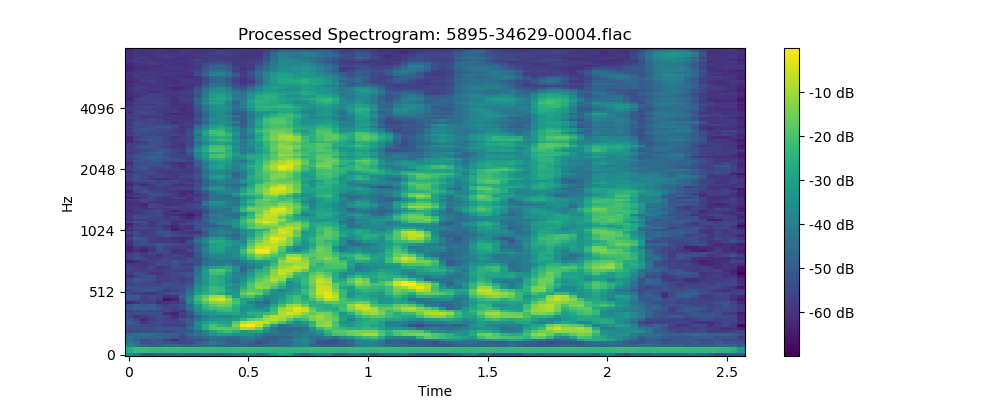 Processed Spectrogram: 5895-34629-0004.flac
Hz
4096
2048
1024
512
0
0
0.5
1
1.5
2
2.5
Time
-10 dB
-20 dB
-30 dB
-40 dB
-50 dB
-60 dB